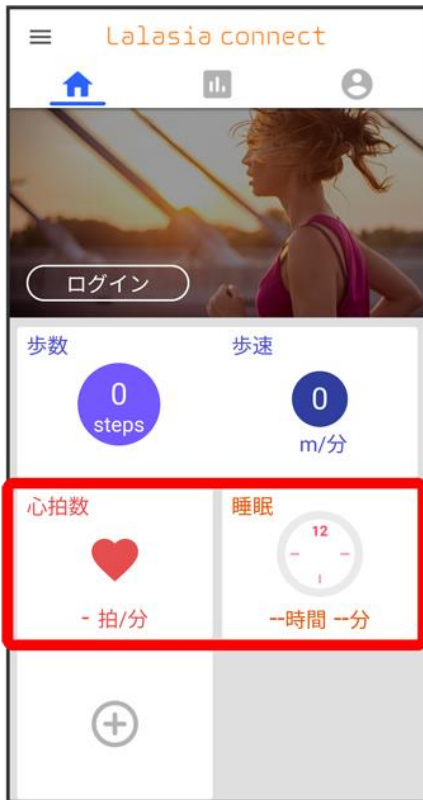 Lalasia connect
ログイン
歩数
歩速
0
steps
0
m/分
心拍数
睡眠
12
- 拍/分
--時間 --分